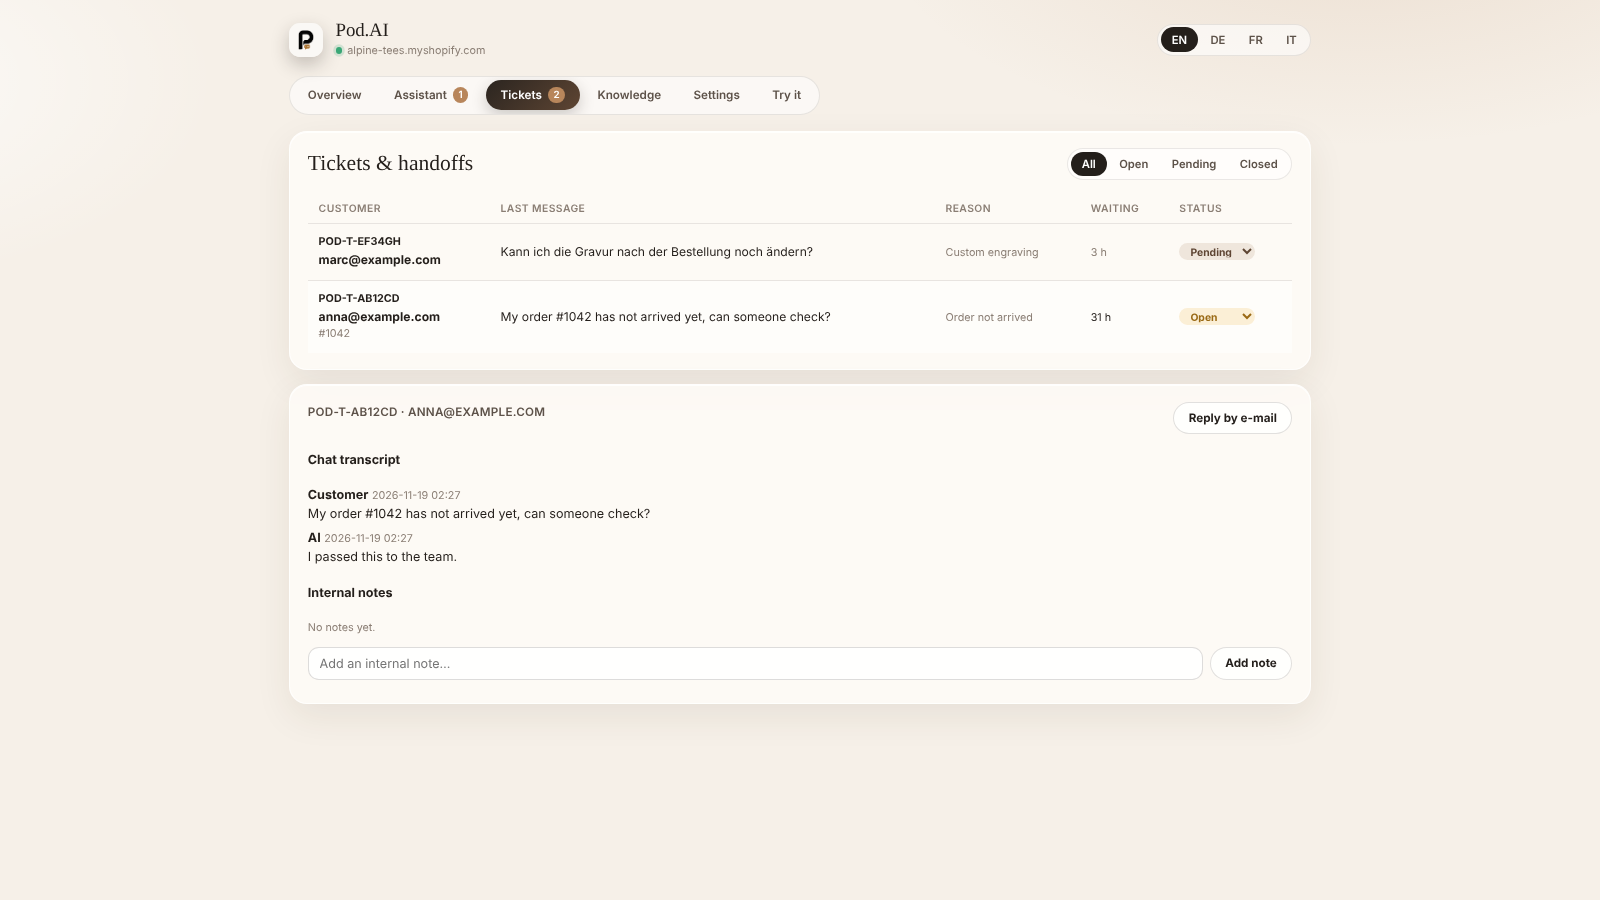 Pod.AI
alpine-tees.myshopify.com
EN DE FR IT
Overview Assistant 1 Tickets 2 Knowledge Settings Try it
Tickets & handoffs
All Open Pending Closed
CUSTOMER LAST MESSAGE REASON WAITING STATUS
POD-T-EF34GH
marc@example.com
Kann ich die Gravur nach der Bestellung noch ändern? Custom engraving 3 h Pending
POD-T-AB12CD
anna@example.com
#1042
My order #1042 has not arrived yet, can someone check? Order not arrived 31 h Open
POD-T-AB12CD · ANNA@EXAMPLE.COM
Reply by e-mail
Chat transcript
Customer 2026-11-19 02:27
My order #1042 has not arrived yet, can someone check?
AI 2026-11-19 02:27
I passed this to the team.
Internal notes
No notes yet.
Add an internal note...
Add note